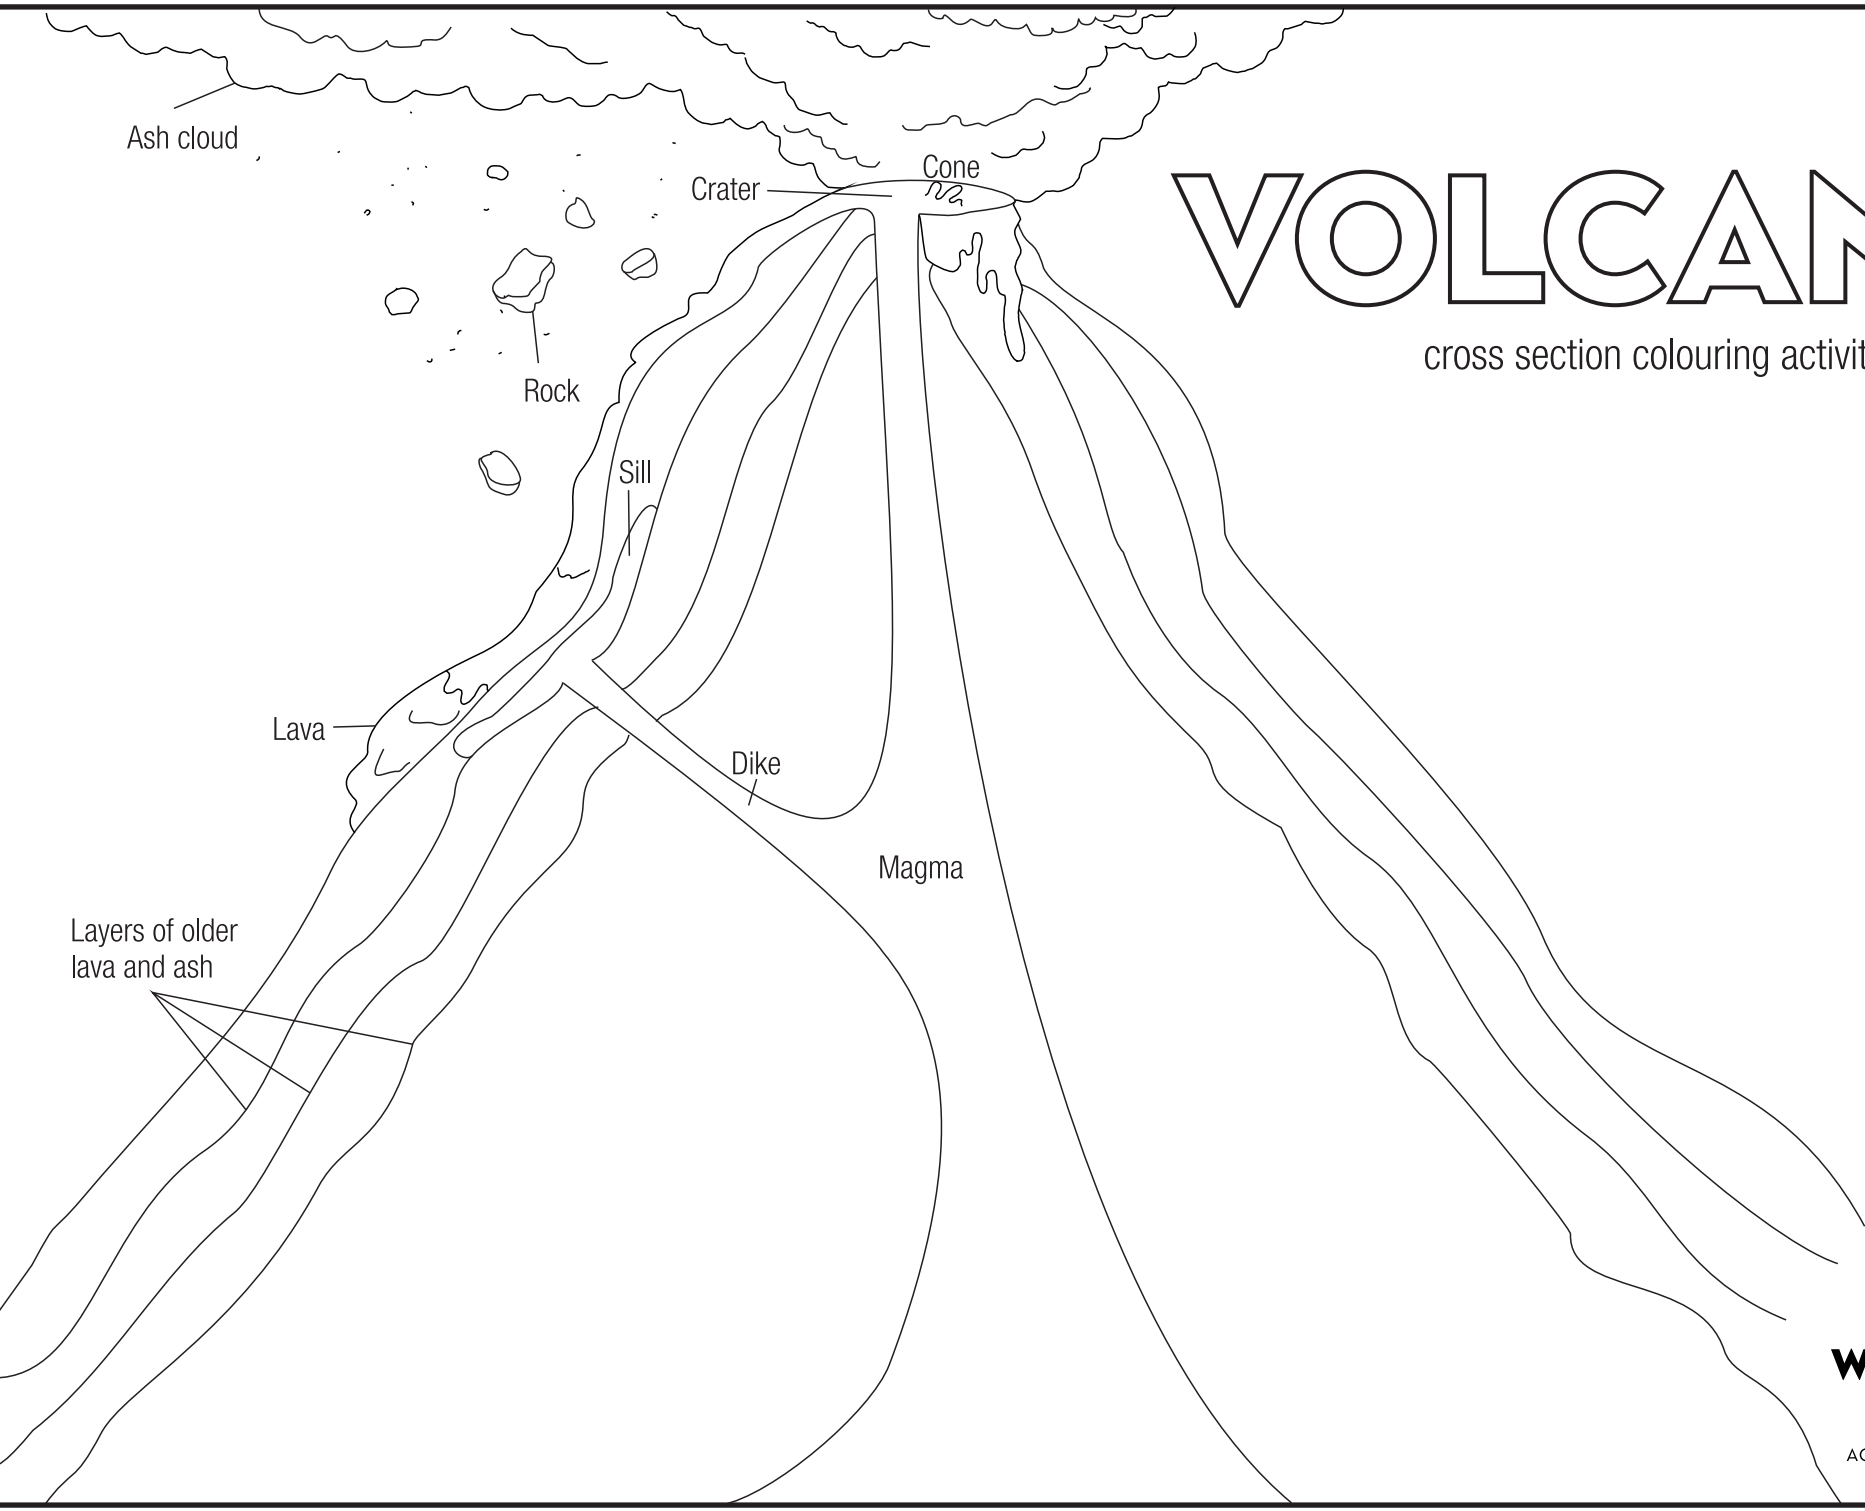 Ash cloud
Cone
Crater
VOLCAN
cross section colouring activit
Rock
Sill
Lava
Dike
Magma
Layers of older
lava and ash
W
AC